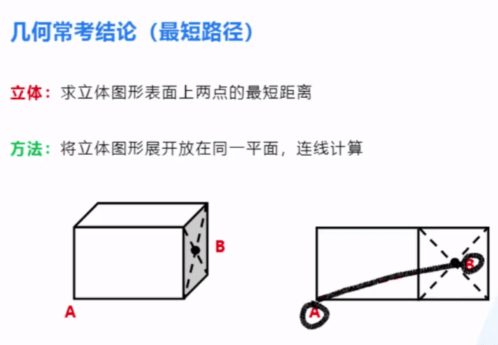 几何常考结论（最短路径）
立体：求立体图形表面上两点的最短距离
方法：将立体图形展开放在同一平面，连线计算
B
A
B
A